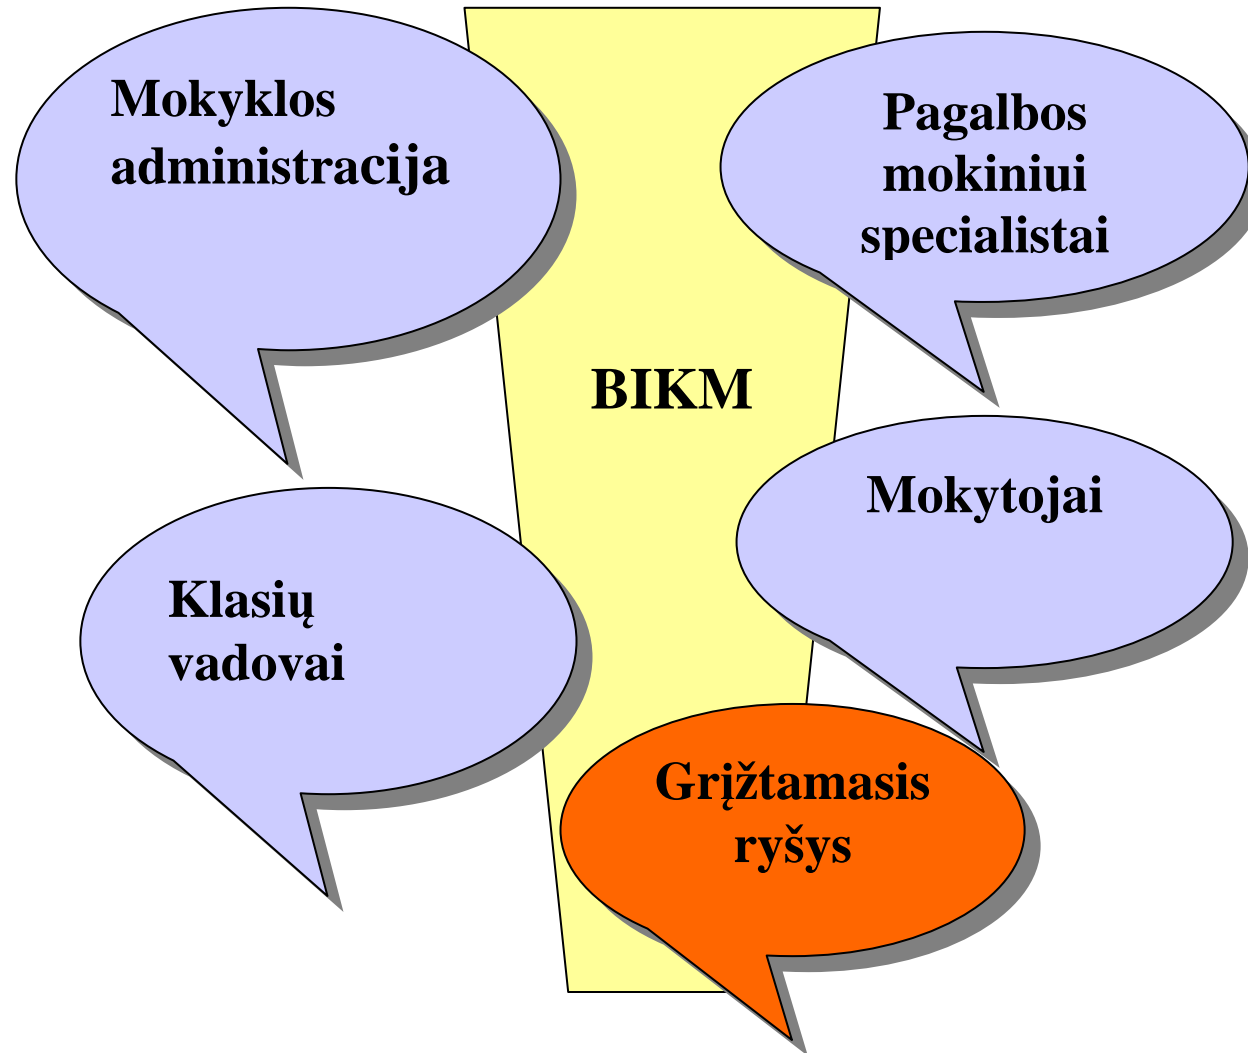 Mokyklos
administracija
Pagalbos
mokiniui
specialistai
BIKM
Mokytojai
Klasių
vadovai
Grįžtamasis
ryšys